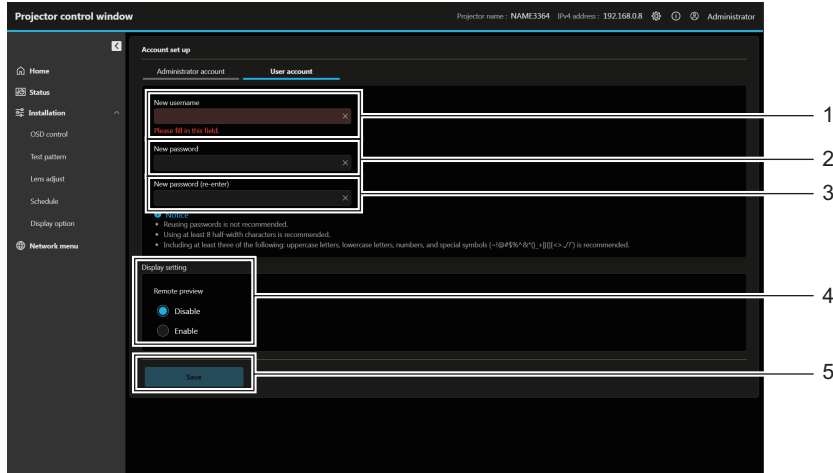 Projector control window
Projector name : NAME3364 IPv4 address : 192.168.0.8 Administrator
Account set up
Administrator account User account
Home
Status
Installation
OSD control
Test pattern
Lens adjust
Schedule
Display option
Network menu
New username
Please fill in this field.
New password
New password (re-enter)
Notice
• Reusing passwords is not recommended.
• Using at least 8 half-width characters is recommended.
• Including at least three of the following: uppercase letters, lowercase letters, numbers, and special symbols is recommended.
Display setting
Remote preview
Disable
Enable
Save
1
2
3
4
5